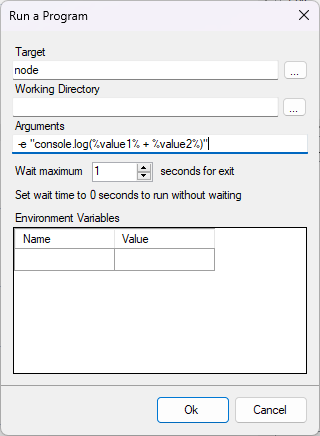 Run a Program
Target
node
...
Working Directory
...
Arguments
-e "console.log(%value1% + %value2%)"
Wait maximum 1 seconds for exit
Set wait time to 0 seconds to run without waiting
Environment Variables
Name Value
Ok Cancel